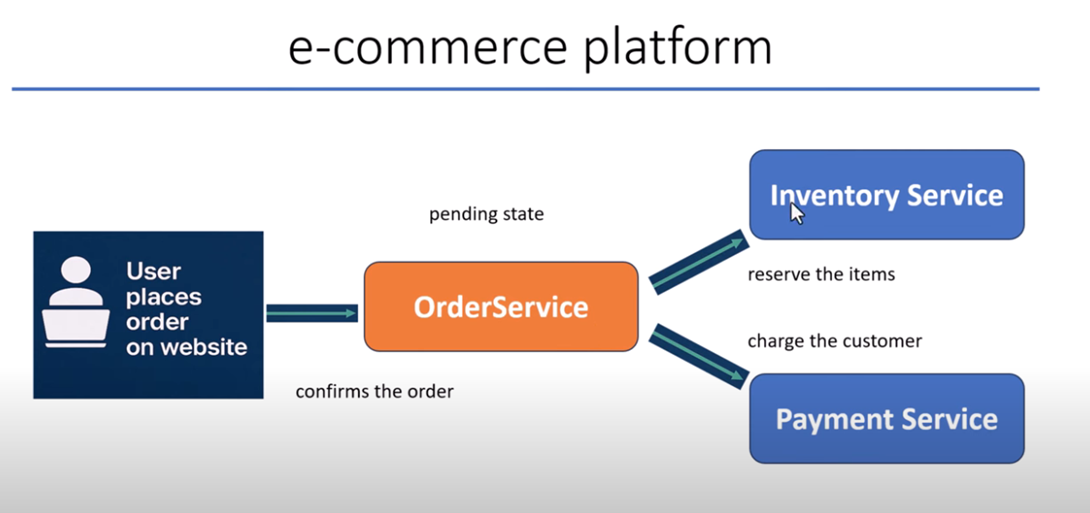 e-commerce platform
Inventory Service
pending state
User
places
order
on website
OrderService
reserve the items
charge the customer
confirms the order
Payment Service